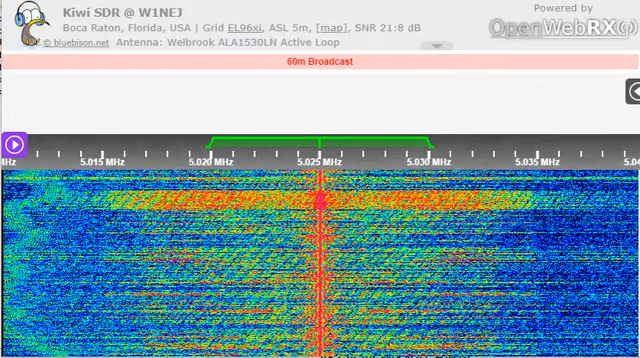 Kiwi SDR @ W1NEJ
Powered by
Boca Raton, Florida, USA | Grid EL96xi, ASL 5m, [map], SNR 21:8 dB
OpenWebRX
© bluebison.net Antenna: Welbrook ALA1530LN Active Loop
60m Broadcast
MHz 5.015 MHz 5.020 MHz 5.025 MHz 5.030 MHz 5.035 MHz 5.04